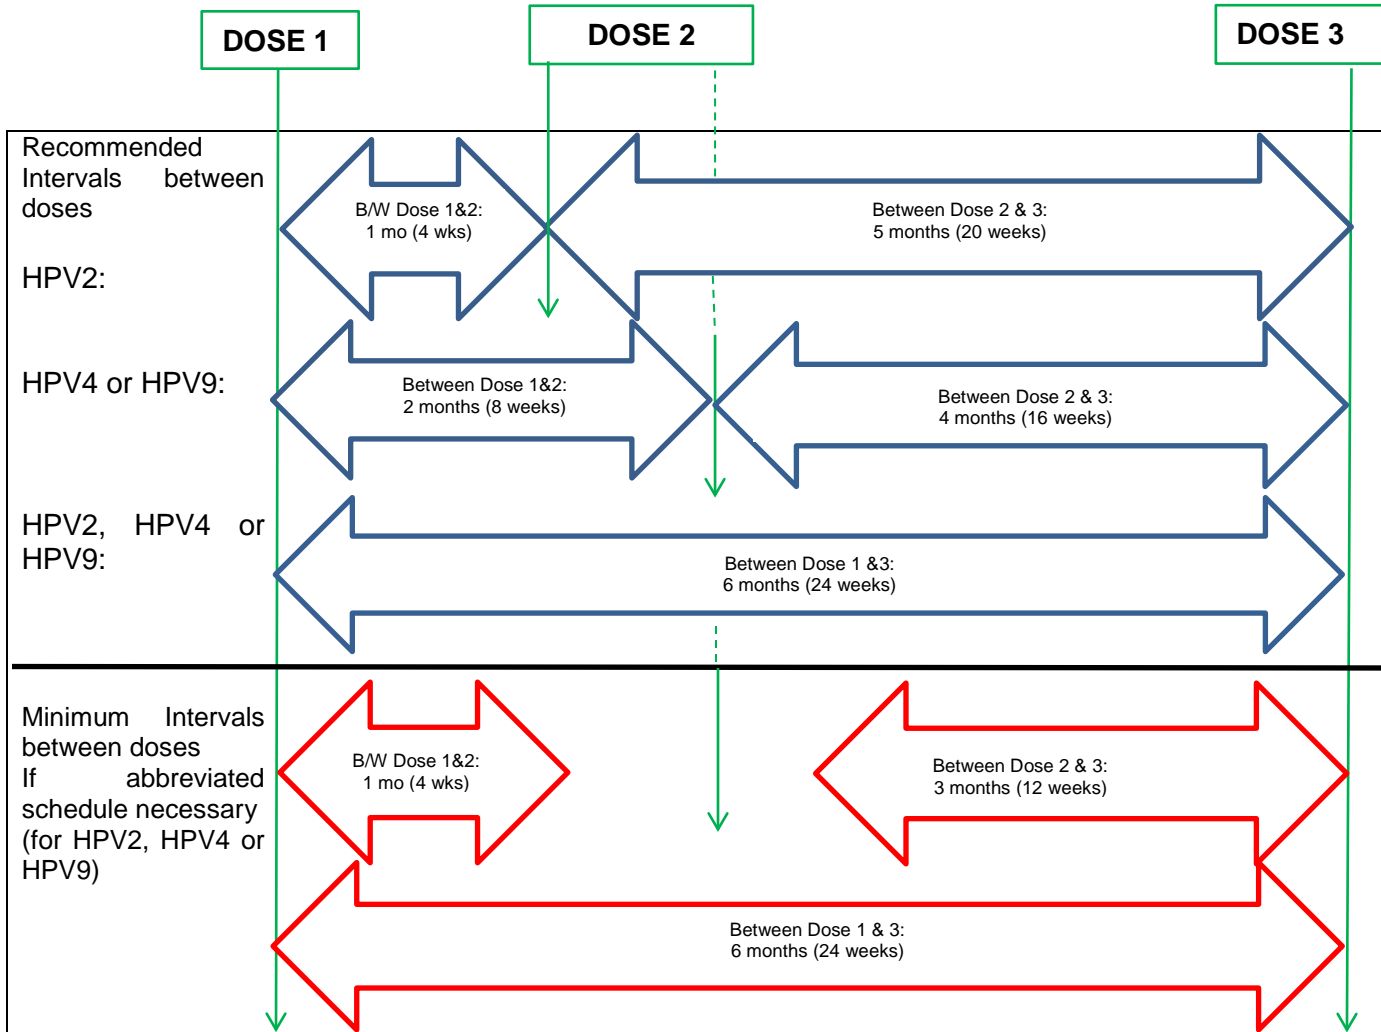 DOSE 1
DOSE 2
DOSE 3
Recommended
Intervals between
doses
B/W Dose 1&2:
1 mo (4 wks)
Between Dose 2 & 3:
5 months (20 weeks)
HPV2:
HPV4 or HPV9:
Between Dose 1&2:
2 months (8 weeks)
Between Dose 2 & 3:
4 months (16 weeks)
HPV2, HPV4 or
HPV9:
Between Dose 1 &3:
6 months (24 weeks)
Minimum Intervals
between doses
If abbreviated
schedule necessary
(for HPV2, HPV4 or
HPV9)
B/W Dose 1&2:
1 mo (4 wks)
Between Dose 2 & 3:
3 months (12 weeks)
Between Dose 1 & 3:
6 months (24 weeks)